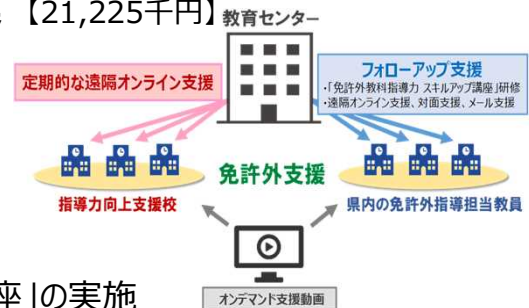 【21,225千円】
教育センター
定期的な遠隔オンライン支援
フォローアップ支援
・「免許外教科指導力 スキルアップ講座」研修
・遠隔オンライン支援、対面支援、メール支援
免許外支援
指導力向上支援校
県内の免許外指導担当教員
座」の実施
オンデマンド支援動画